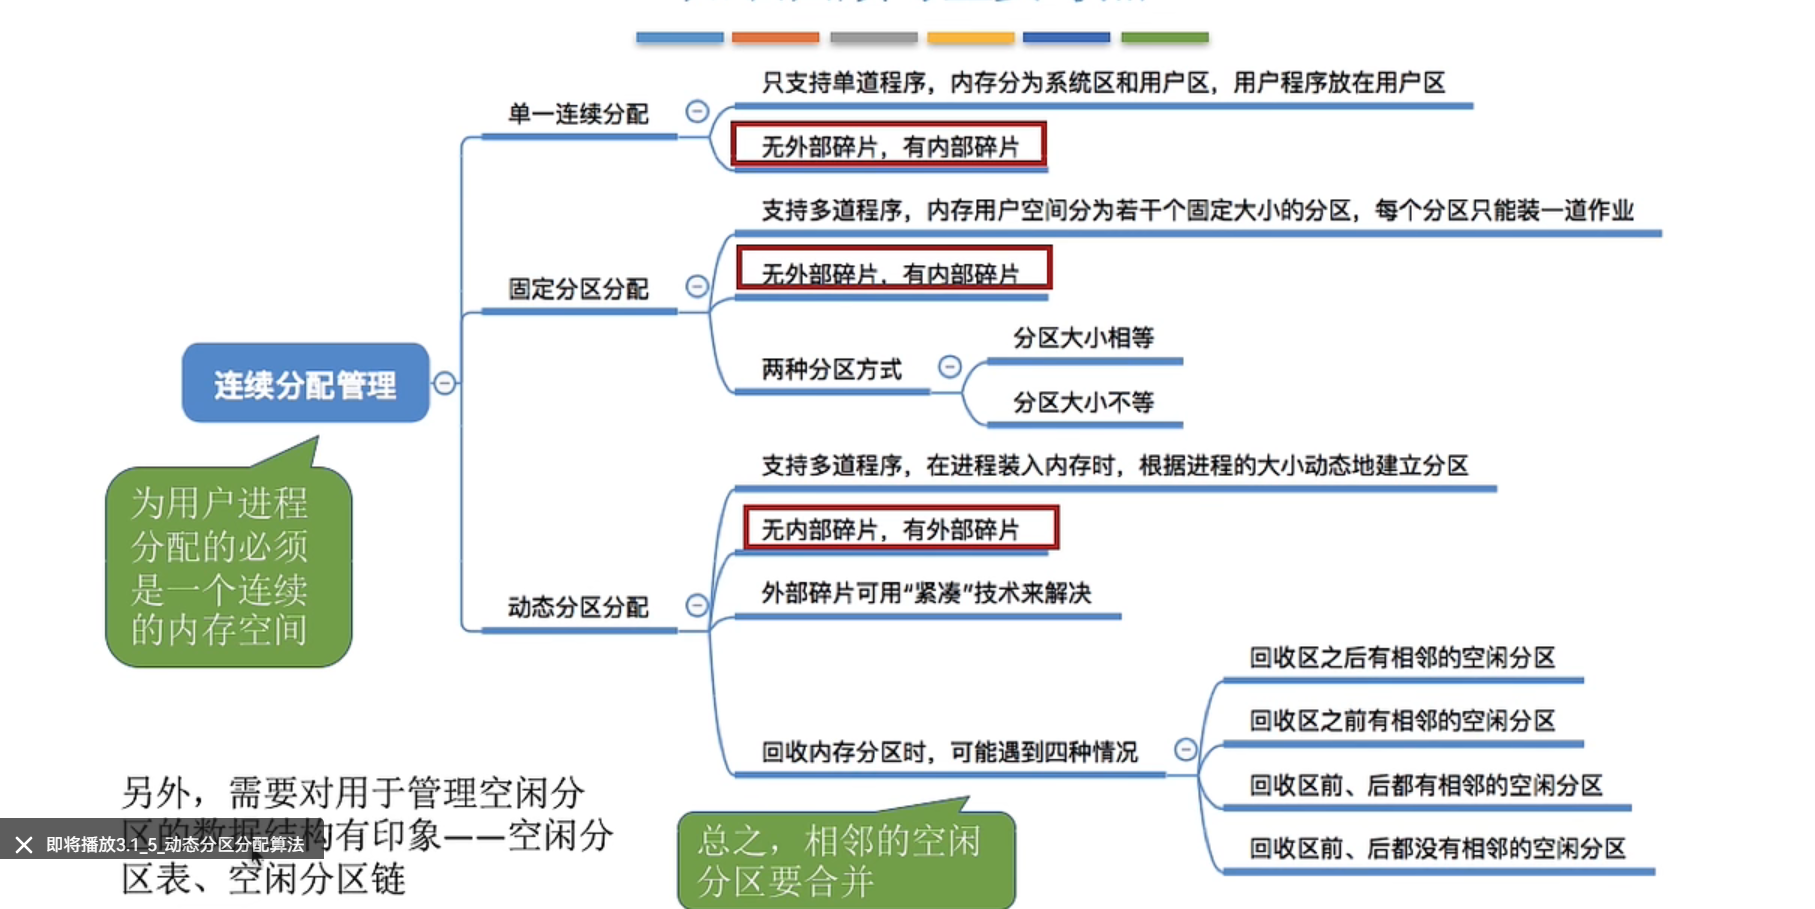 只支持单道程序，内存分为系统区和用户区，用户程序放在用户区
单一连续分配
无外部碎片，有内部碎片
支持多道程序，内存用户空间分为若干个固定大小的分区，每个分区只能装一道作业
无外部碎片，有内部碎片
固定分区分配
两种分区方式
分区大小相等
分区大小不等
连续分配管理
为用户进程
分配的必须
是一个连续
的内存空间
支持多道程序，在进程装入内存时，根据进程的大小动态地建立分区
无内部碎片，有外部碎片
外部碎片可用“紧凑”技术来解决
动态分区分配
回收内存分区时，可能遇到四种情况
回收区之后有相邻的空闲分区
回收区之前有相邻的空闲分区
回收区前、后都有相邻的空闲分区
回收区前、后都没有相邻的空闲分区
总之，相邻的空闲
分区要合并
另外，需要对用于管理空闲分
区的数据结构有印象——空闲分
区表、空闲分区链
即将播放3.1_5_动态分区分配算法